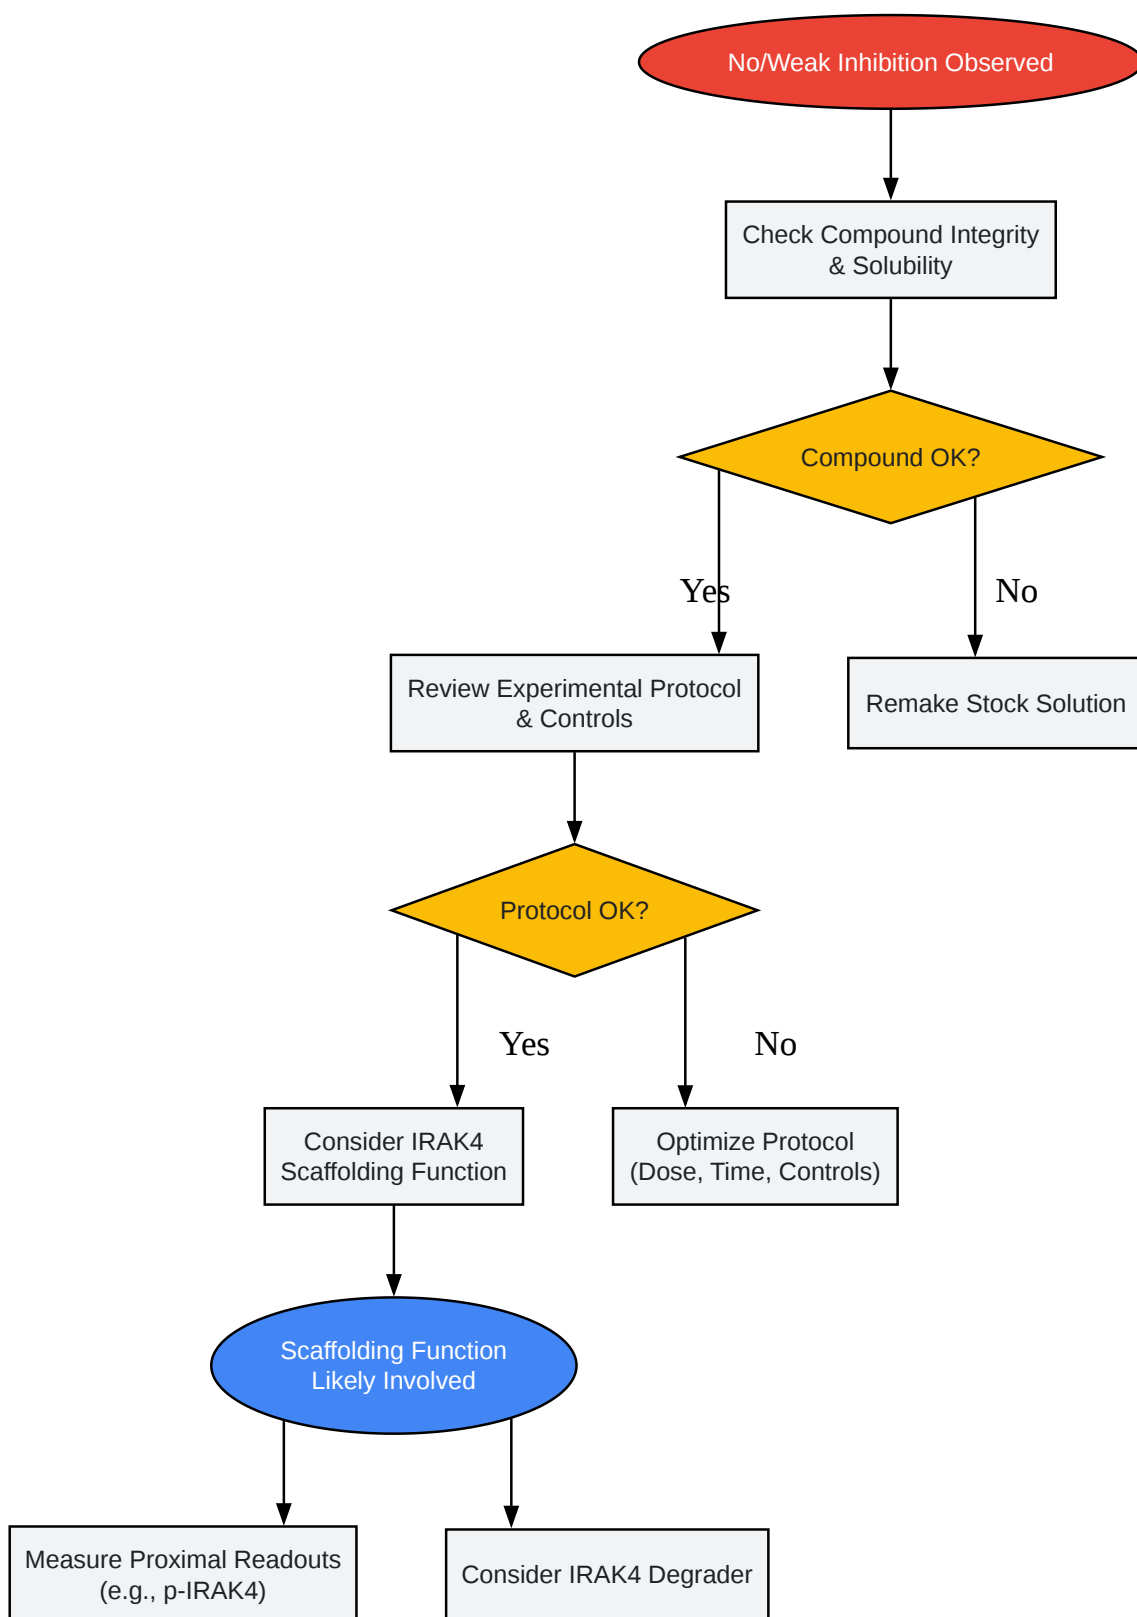 No/Weak Inhibition Observed
Check Compound Integrity
& Solubility
Compound OK?
Yes
No
Review Experimental Protocol
& Controls
Remake Stock Solution
Protocol OK?
Yes
No
Consider IRAK4
Scaffolding Function
Optimize Protocol
(Dose, Time, Controls)
Scaffolding Function
Likely Involved
Measure Proximal Readouts
(e.g., p-IRAK4)
Consider IRAK4 Degrader